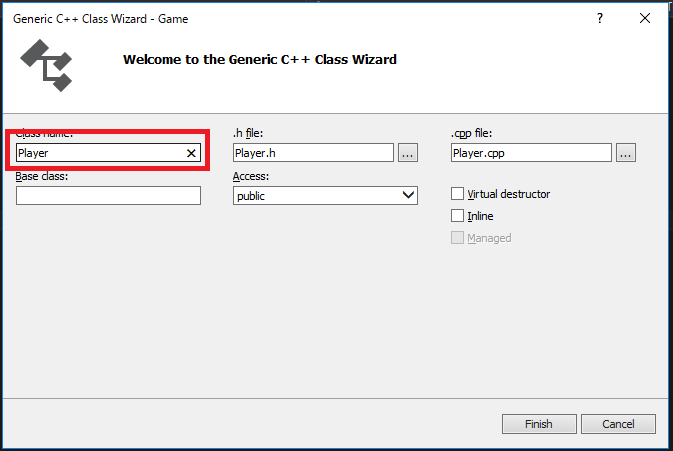 Generic C++ Class Wizard - Game
Welcome to the Generic C++ Class Wizard
Class name:
.h file:
.cpp file:
Player
Player.h
...
Player.cpp
...
Base class:
Access:
public
Virtual destructor
Inline
Managed
Finish
Cancel